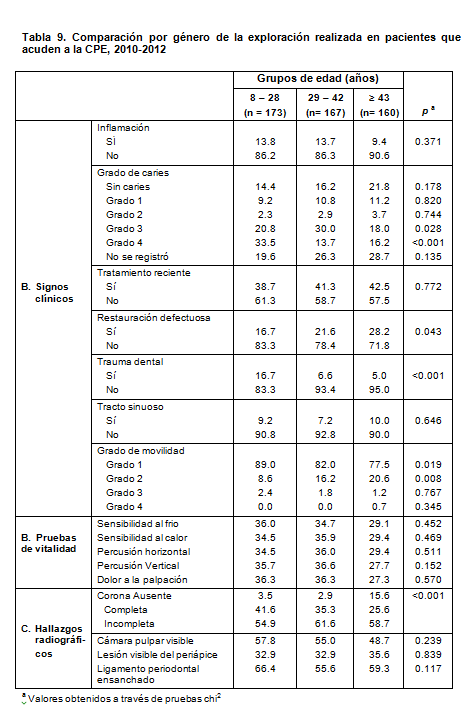 Tabla 9. Comparación por género de la exploración realizada en pacientes que
acuden a la CPE, 2010-2012
Grupos de edad (años)
8 – 28 29 – 42 ≥ 43
(n = 173) (n= 167) (n= 160) p a
B. Signos clínicos
Inflamación
SÌ 13.8 13.7 9.4 0.371
No 86.2 86.3 90.6
Grado de caries
Sin caries 14.4 16.2 21.8 0.178
Grado 1 9.2 10.8 11.2 0.820
Grado 2 2.3 2.9 3.7 0.744
Grado 3 20.8 30.0 18.0 0.028
Grado 4 33.5 13.7 16.2 <0.001
No se registró 19.6 26.3 28.7 0.135
Tratamiento reciente
Sí 38.7 41.3 42.5 0.772
No 61.3 58.7 57.5
Restauración defectuosa
Sí 16.7 21.6 28.2 0.043
No 83.3 78.4 71.8
Trauma dental
Sí 16.7 6.6 5.0 <0.001
No 83.3 93.4 95.0
Tracto sinuoso
Sí 9.2 7.2 10.0 0.646
No 90.8 92.8 90.0
Grado de movilidad
Grado 1 89.0 82.0 77.5 0.019
Grado 2 8.6 16.2 20.6 0.008
Grado 3 2.4 1.8 1.2 0.767
Grado 4 0.0 0.0 0.7 0.345
B. Pruebas de vitalidad
Sensibilidad al frio 36.0 34.7 29.1 0.452
Sensibilidad al calor 34.5 35.9 29.4 0.469
Percusión horizontal 34.5 36.0 29.4 0.511
Percusión Vertical 35.7 36.6 27.7 0.152
Dolor a la palpación 36.3 36.3 27.3 0.570
C. Hallazgos radiográfi-cos
Corona Ausente 3.5 2.9 15.6 <0.001
Completa 41.6 35.3 25.6
Incompleta 54.9 61.6 58.7
Cámara pulpar visible 57.8 55.0 48.7 0.239
Lesión visible del periápice 32.9 32.9 35.6 0.839
Ligamento periodontal 66.4 55.6 59.3 0.117
ensanchado
a Valores obtenidos a través de pruebas chi2